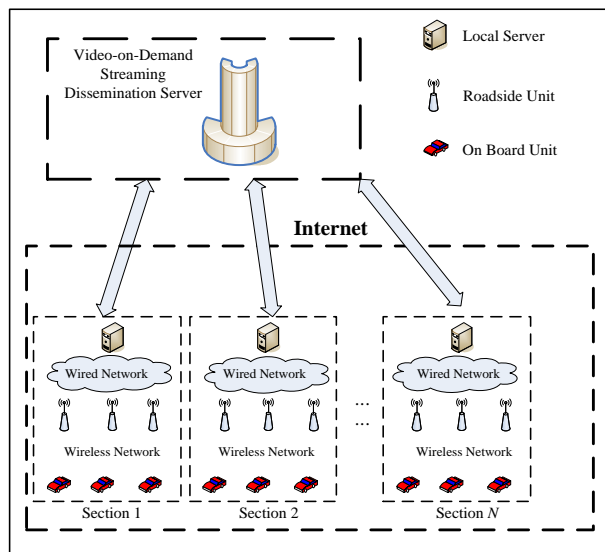 Video-on-Demand
Streaming
Dissemination Server
Local Server
Roadside Unit
On Board Unit
Internet
Wired Network
Wired Network
Wired Network
...
...
Wireless Network
Wireless Network
Wireless Network
Section 1
Section 2
Section N